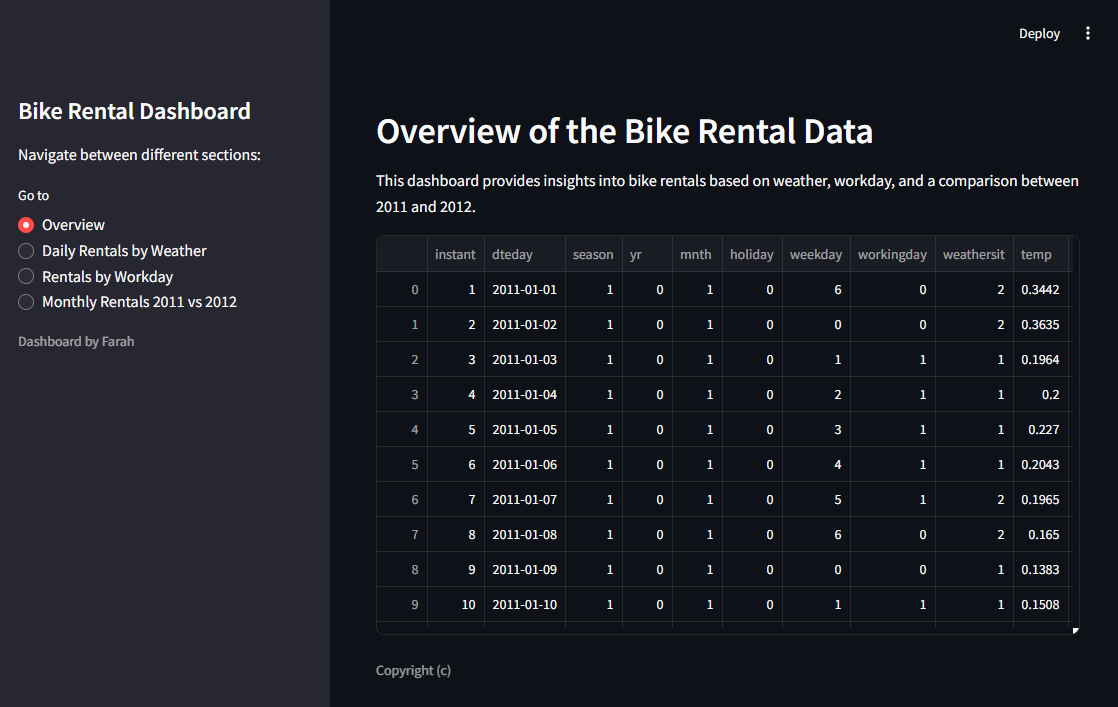 Deploy
Bike Rental Dashboard
Navigate between different sections:
Go to
Overview
Daily Rentals by Weather
Rentals by Workday
Monthly Rentals 2011 vs 2012
Dashboard by Farah
Overview of the Bike Rental Data
This dashboard provides insights into bike rentals based on weather, workday, and a comparison between
2011 and 2012.
instant dteday season yr mnth holiday weekday workingday weathersit temp
0 1 2011-01-01 1 0 1 0 6 0 2 0.3442
1 2 2011-01-02 1 0 1 0 0 0 2 0.3635
2 3 2011-01-03 1 0 1 0 1 1 1 0.1964
3 4 2011-01-04 1 0 1 0 2 1 1 0.2
4 5 2011-01-05 1 0 1 0 3 1 1 0.227
5 6 2011-01-06 1 0 1 0 4 1 1 0.2043
6 7 2011-01-07 1 0 1 0 5 1 2 0.1965
7 8 2011-01-08 1 0 1 0 6 0 2 0.165
8 9 2011-01-09 1 0 1 0 0 0 1 0.1383
9 10 2011-01-10 1 0 1 0 1 1 1 0.1508
Copyright (c)